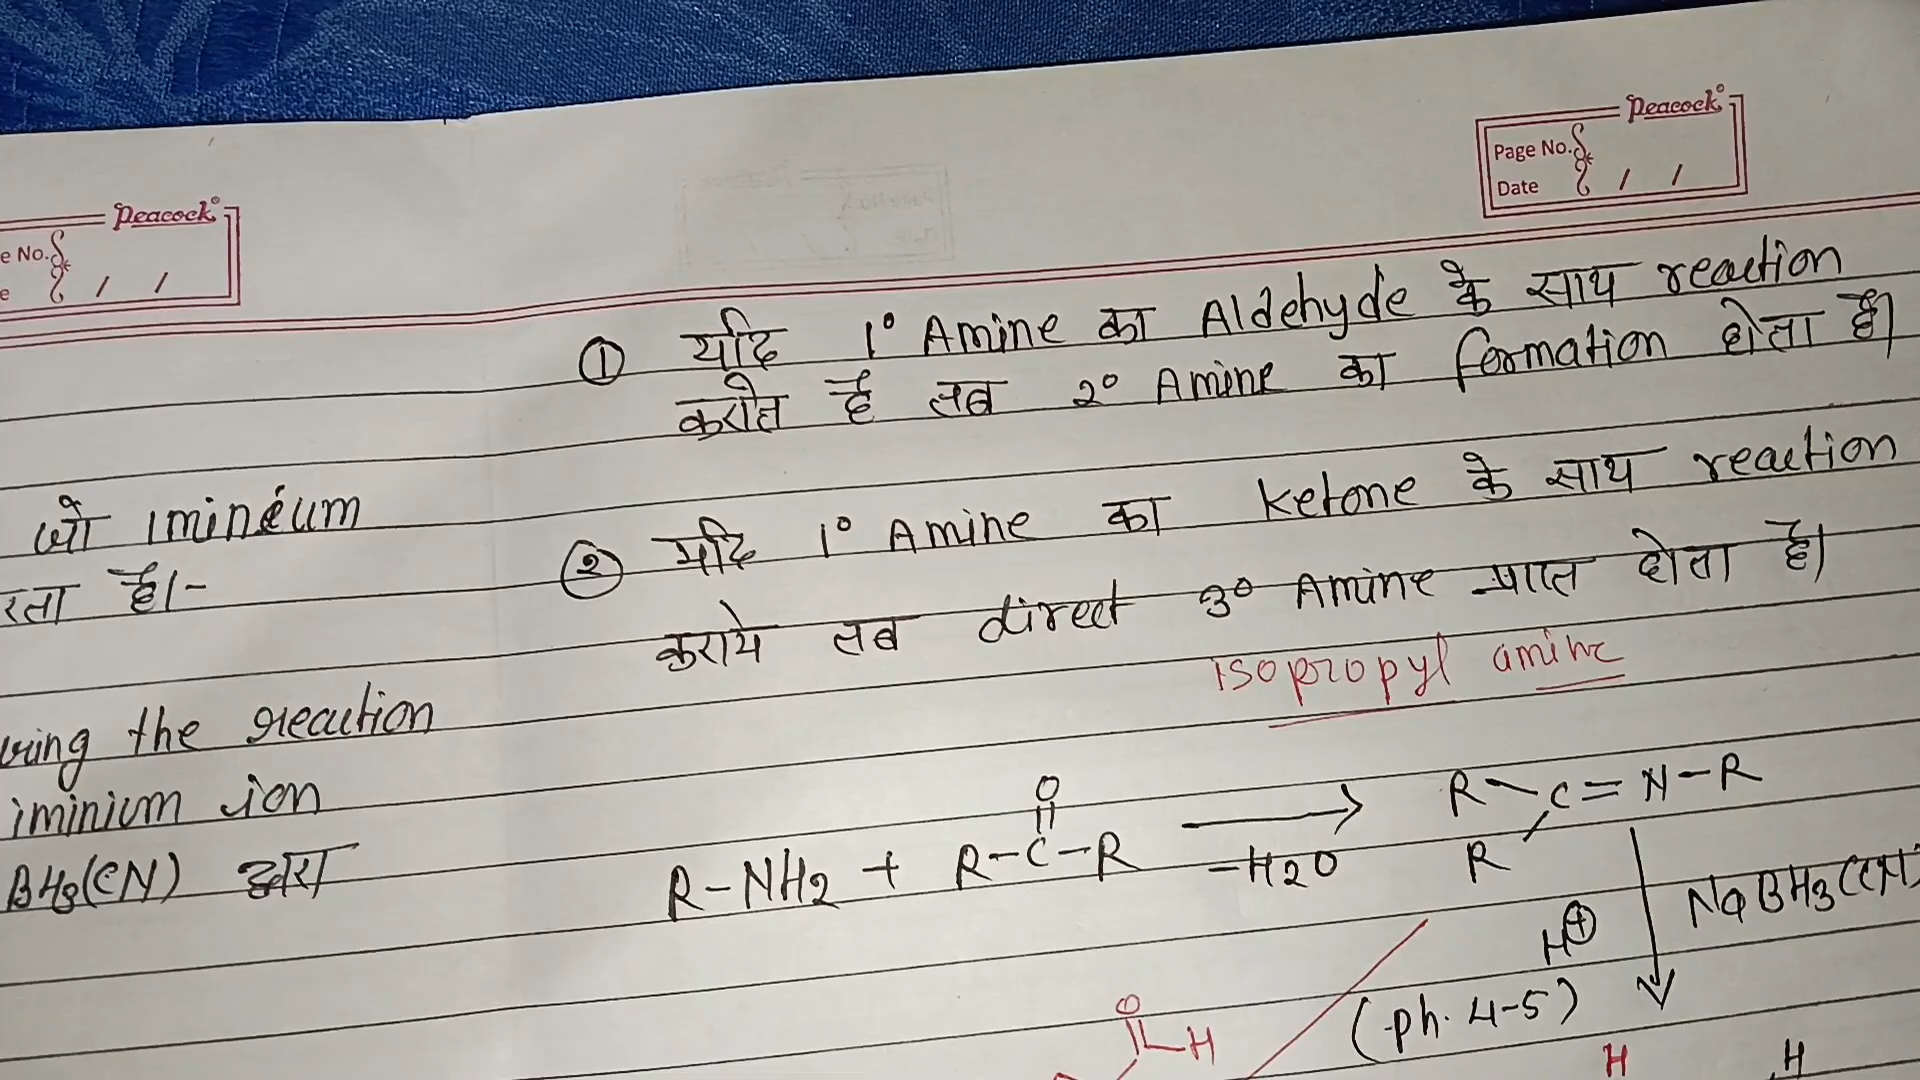 Peacock
Page No.
Date / /
Peacock
e No.
e / /
① यदि 1° Amine का Aldehyde के साथ reaction
कराते है तब 2° Amine का formation होता है।
② यदि 1° Amine का Ketone के साथ reaction
कराये तब direct 3° Amine प्राप्त होता है।
isopropyl amine
जो iminium
रता है।-
uring the reaction
iminium ion
BH3(CN) द्वारा
O
R-NH2 + R-C-R → R-C=N-R
-H2O
R
H⊕
NaBH3(CN)
(ph. 4-5)
O
H
H
H